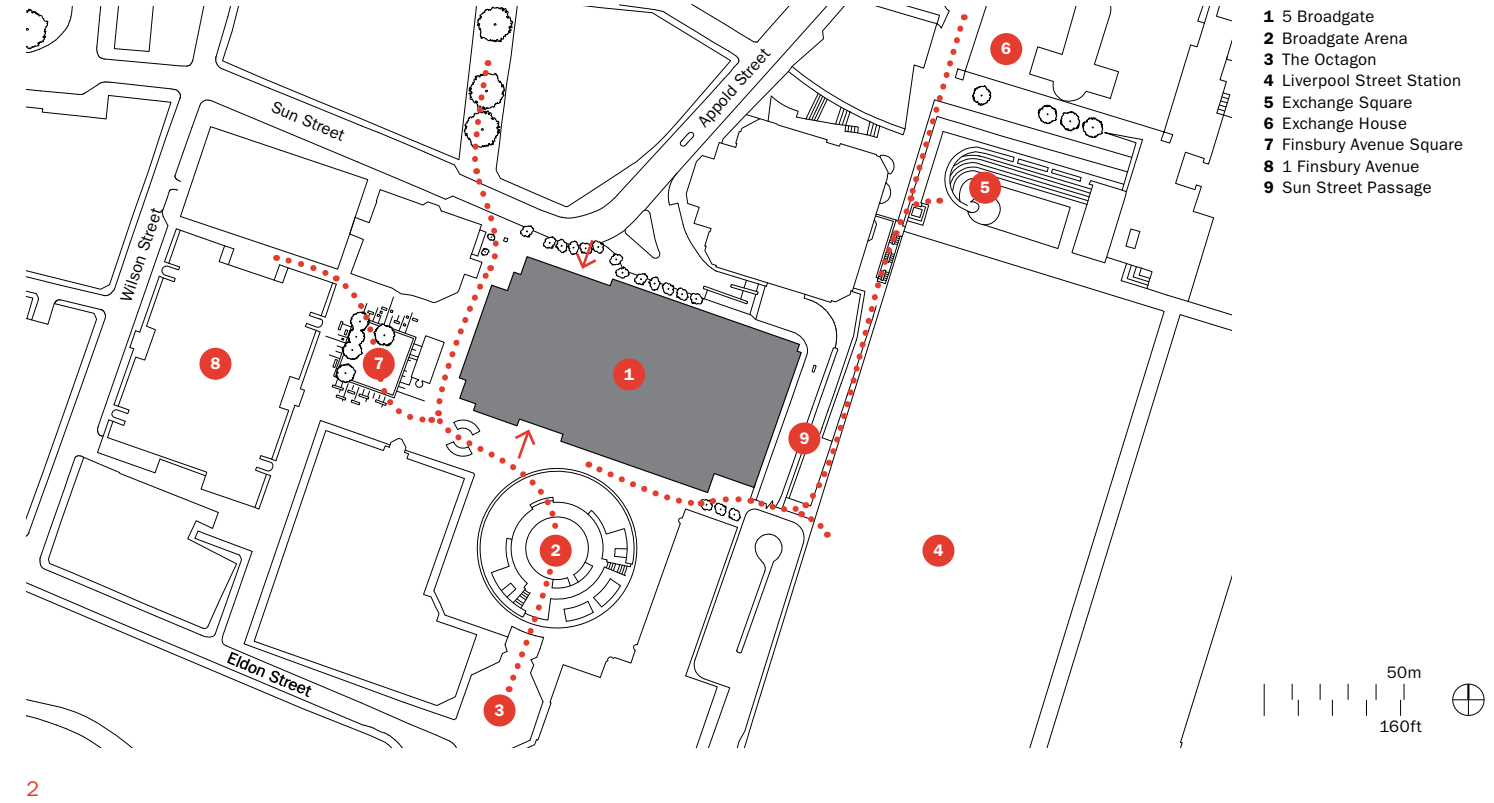 1 5 Broadgate
2 Broadgate Arena
3 The Octagon
4 Liverpool Street Station
5 Exchange Square
6 Exchange House
7 Finsbury Avenue Square
8 1 Finsbury Avenue
9 Sun Street Passage
6
Appold Street
Sun Street
5
Wilson Street
8
7
1
9
2
4
Eldon Street
3
50m
160ft
2